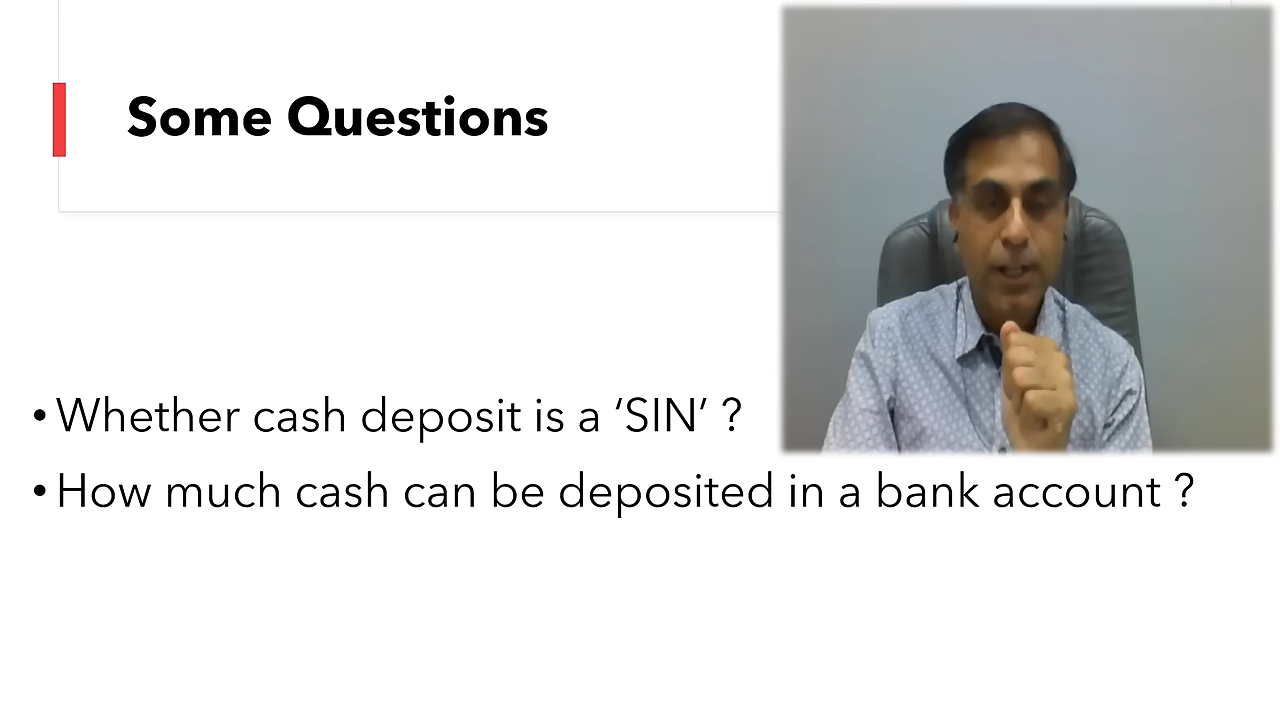 Some Questions
• Whether cash deposit is a ‘SIN’ ?
• How much cash can be deposited in a bank account ?